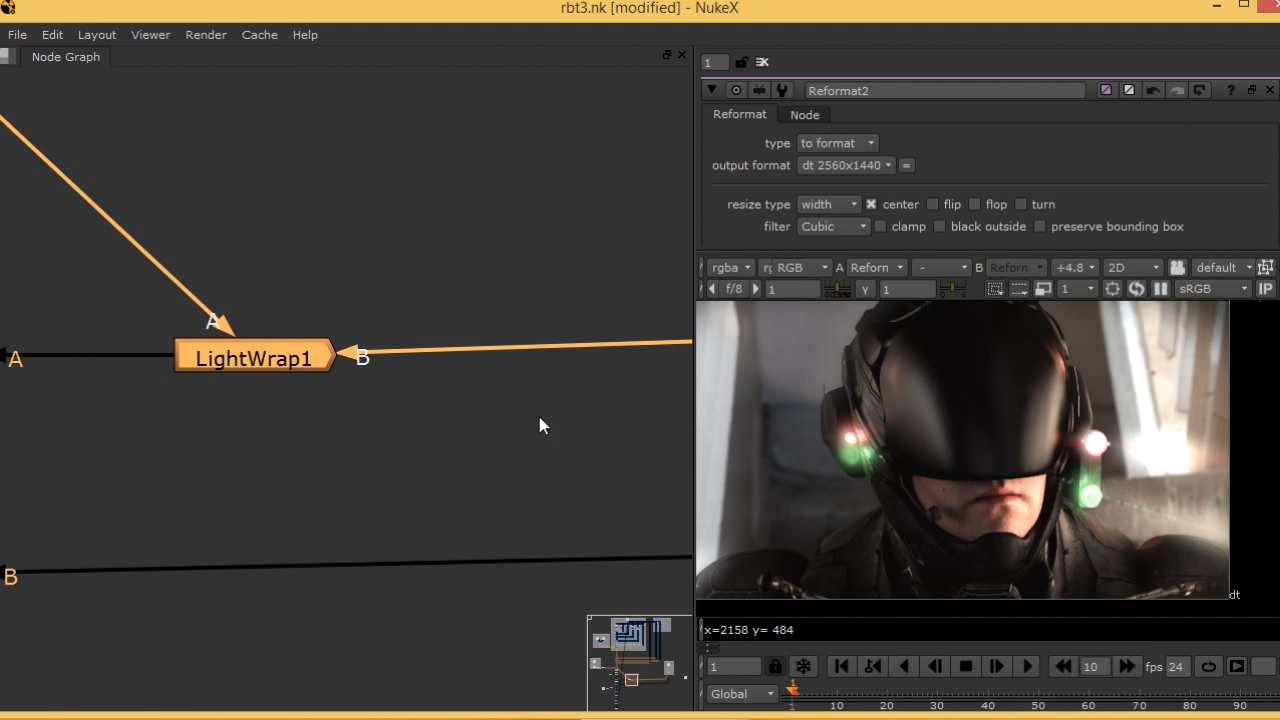 rbt3.nk [modified] - NukeX
File Edit Layout Viewer Render Cache Help
Node Graph
A
A
LightWrap1
B
B
1
Reformat2
?
Reformat Node
type to format
output format dt 2560x1440 =
resize type width center flip flop turn
filter Cubic clamp black outside preserve bounding box
rgba RGB A Reforn - B Reforn ÷4.8 2D default
f/8 1 γ 1 1 sRGB IP
dt
x=2158 y= 484
1 10 fps 24
Global 1 1 10 20 30 40 50 60 70 80 90